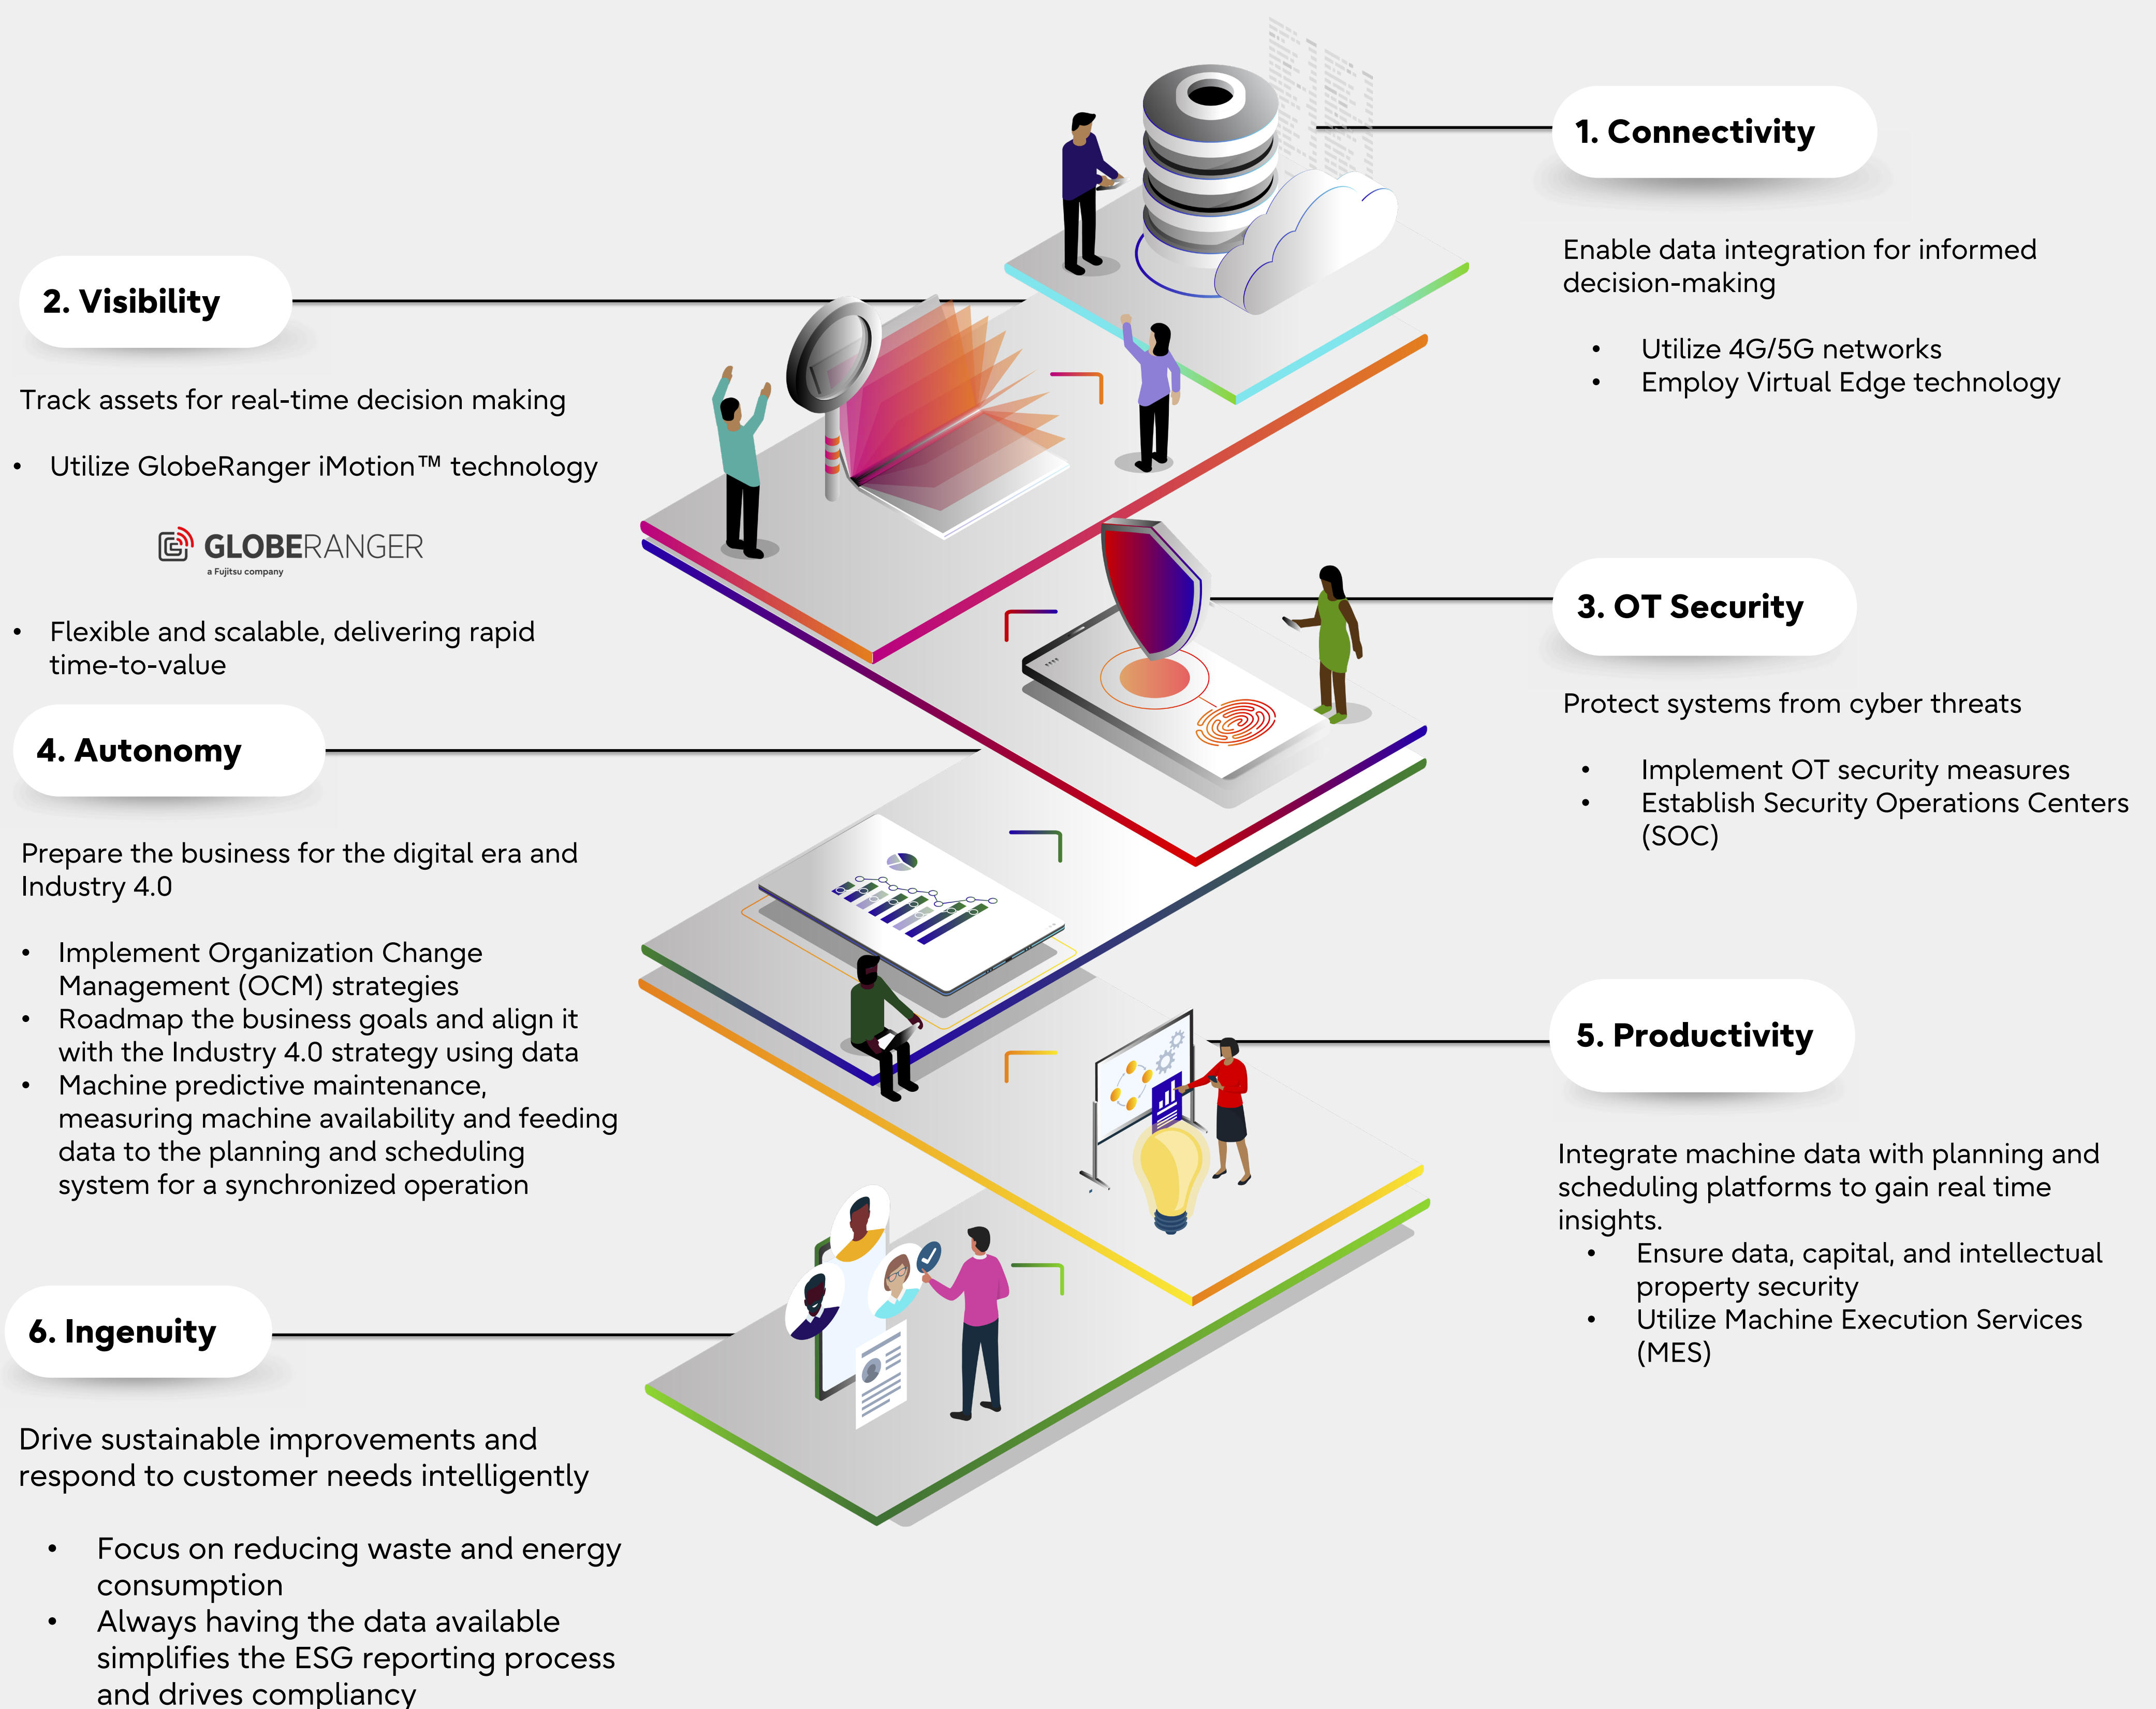 1. Connectivity
Enable data integration for informed
decision-making
• Utilize 4G/5G networks
• Employ Virtual Edge technology
2. Visibility
Track assets for real-time decision making
• Utilize GlobeRanger iMotion™ technology
GLOBERANGER
a Fujitsu company
• Flexible and scalable, delivering rapid
time-to-value
3. OT Security
Protect systems from cyber threats
• Implement OT security measures
• Establish Security Operations Centers
(SOC)
4. Autonomy
Prepare the business for the digital era and
Industry 4.0
• Implement Organization Change
Management (OCM) strategies
• Roadmap the business goals and align it
with the Industry 4.0 strategy using data
• Machine predictive maintenance,
measuring machine availability and feeding
data to the planning and scheduling
system for a synchronized operation
5. Productivity
Integrate machine data with planning and
scheduling platforms to gain real time
insights.
• Ensure data, capital, and intellectual
property security
• Utilize Machine Execution Services
(MES)
6. Ingenuity
Drive sustainable improvements and
respond to customer needs intelligently
• Focus on reducing waste and energy
consumption
• Always having the data available
simplifies the ESG reporting process
and drives compliancy